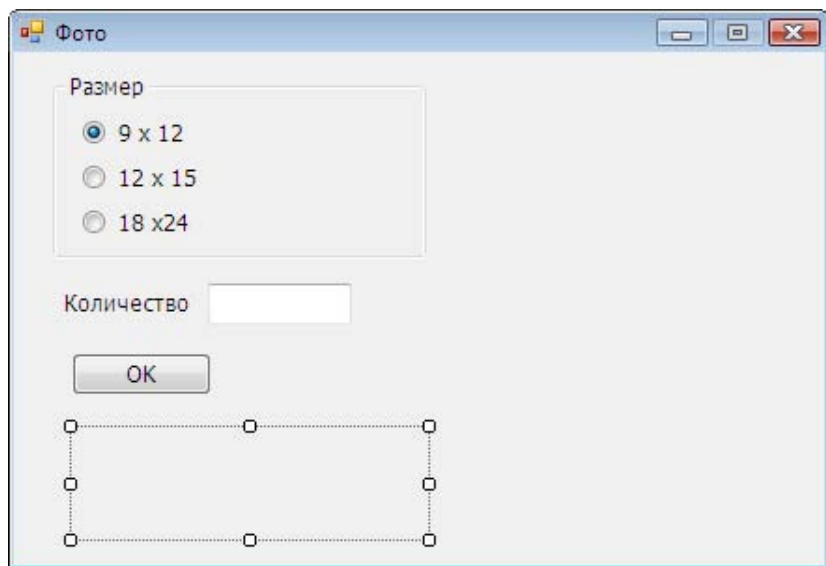 Фото
Размер
9 x 12
12 x 15
18 x24
Количество
OK